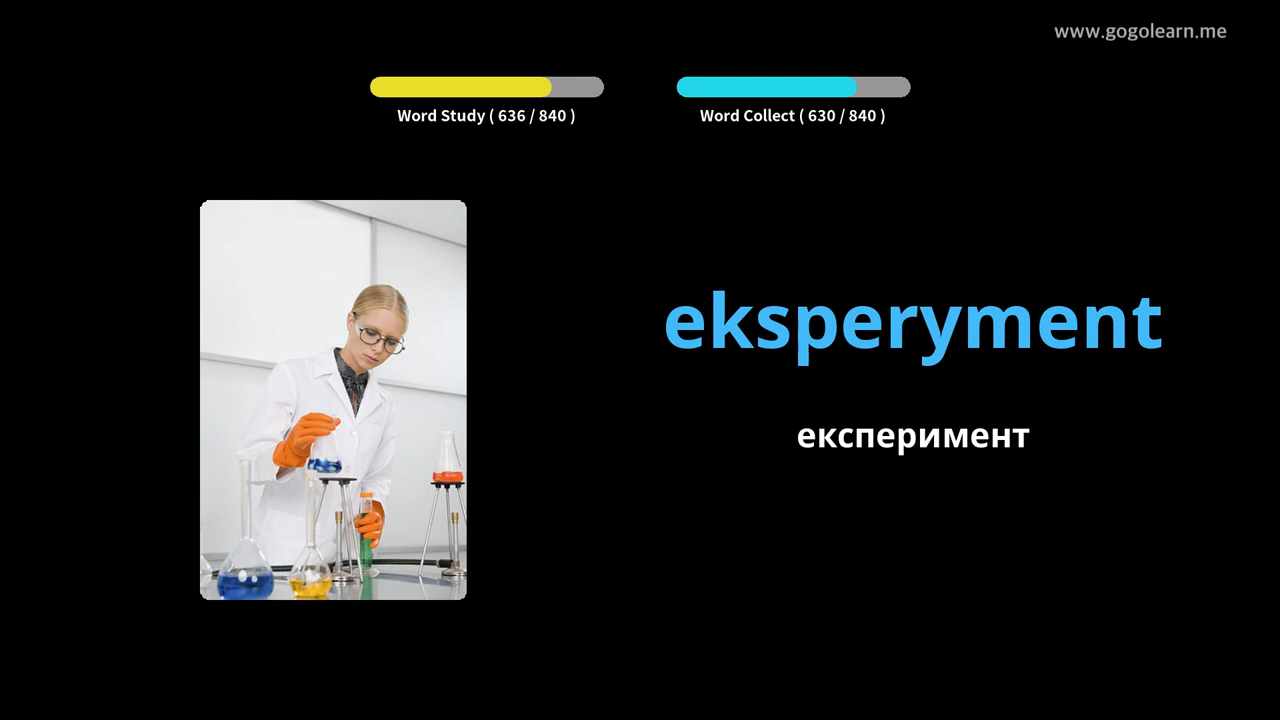 www.gogolearn.me
Word Study ( 636 / 840 )
Word Collect ( 630 / 840 )
eksperyment
експеримент